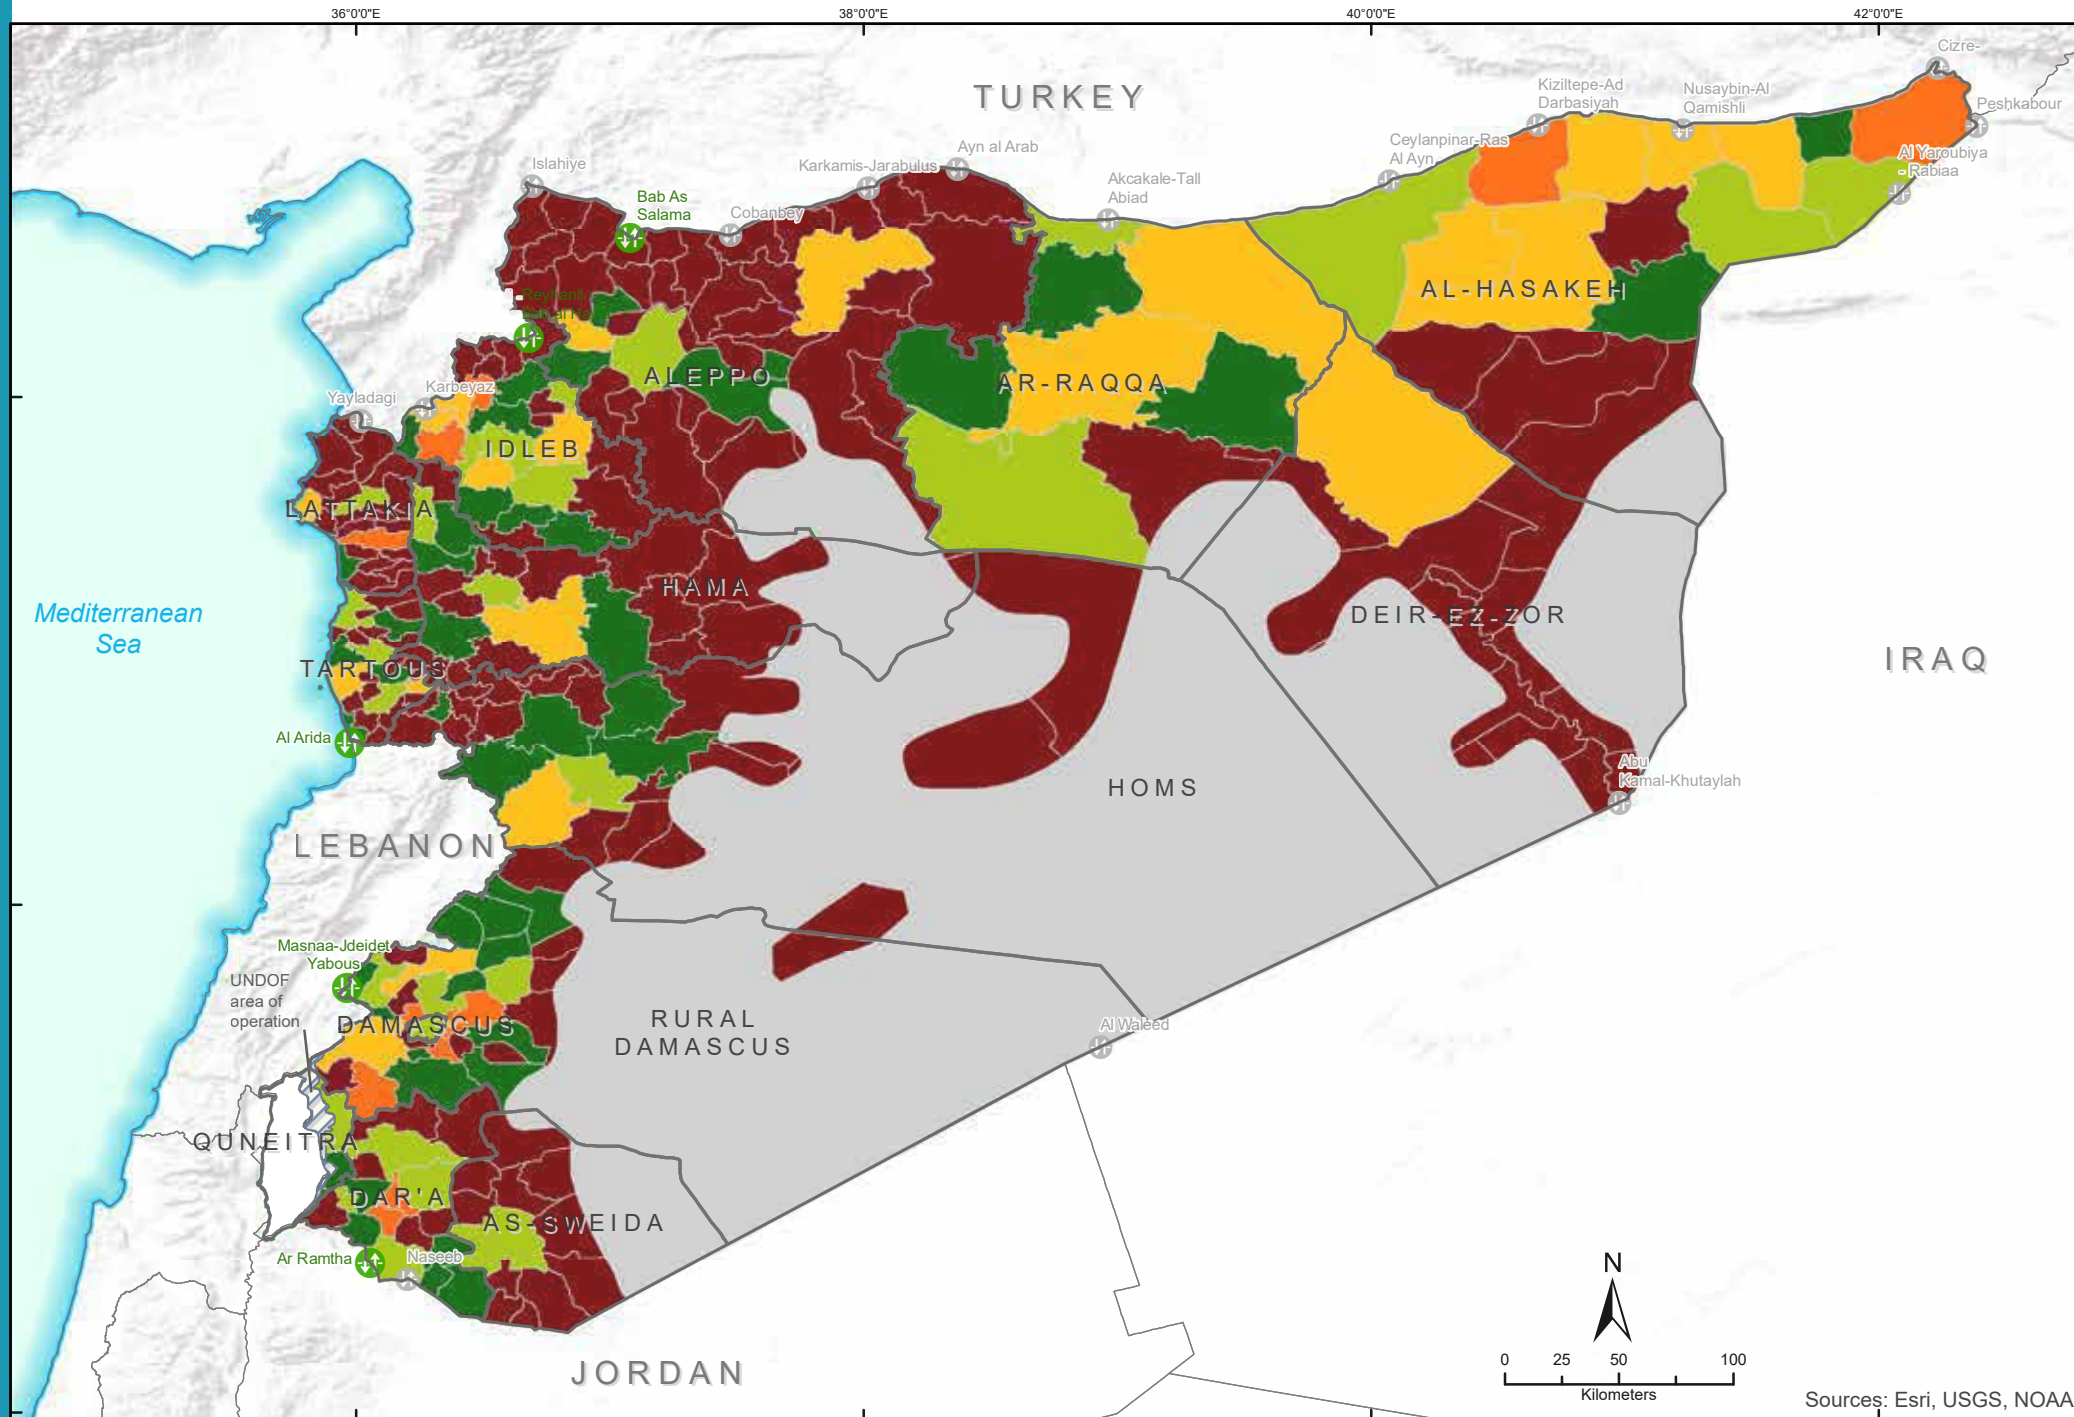 36°0'0"E
38°0'0"E
40°0'0"E
42°0'0"E
Cizre-
TURKEY
Kiziltepe-Ad
Darbasiyah
Nusaybin-Al
Qamishli
Peshkabour
Ceylanpinar-Ras
Al Ayn
Ayn al Arab
Karkamis-Jarabulus
Islahiye
Al Yaroubiya
- Rabiaa
Akcakale-Tall
Abiad
Bab As
Salama
Cobanbey
AL-HASAKEH
Reyhanli
ALEPPO
AR-RAQQA
Karbeyaz
Yayladagi
IDLEB
LATTAKIA
HAMA
Mediterranean
Sea
DEIR-EZ-ZOR
IRAQ
TARTOUS
Al Arida
Abu
Kamal-Khutaylah
HOMS
LEBANON
Masnaa-Jdeidet
Yabous
UNDOF
area of
operation
DAMASCUS
RURAL
DAMASCUS
Al Waleed
QUNEITRA
DAR'A
AS-SWEIDA
Ar Ramtha
Naseeb
N
JORDAN
0 25 50 100
Kilometers
Sources: Esri, USGS, NOAA